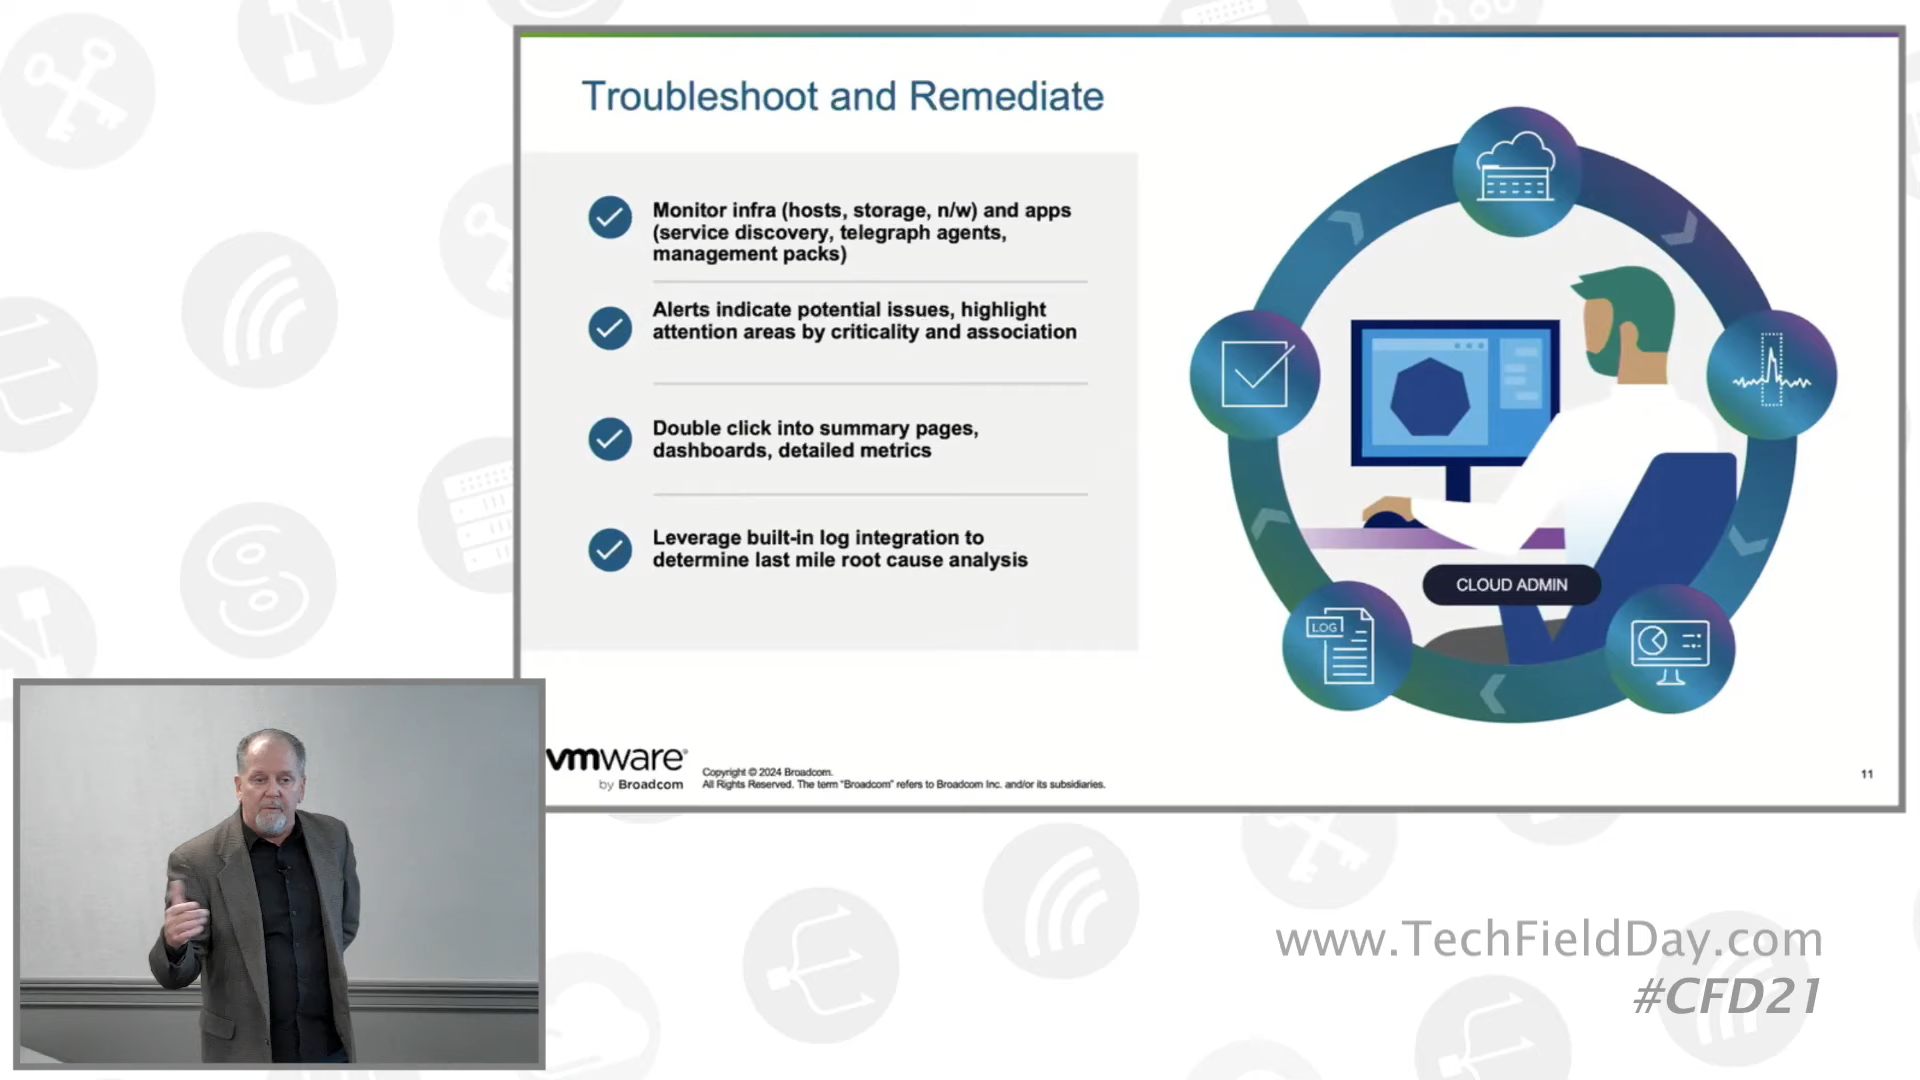 Troubleshoot and Remediate
Monitor infra (hosts, storage, n/w) and apps
(service discovery, telegraph agents,
management packs)
Alerts indicate potential issues, highlight
attention areas by criticality and association
Double click into summary pages,
dashboards, detailed metrics
Leverage built-in log integration to
determine last mile root cause analysis
LOG
CLOUD ADMIN
vmware®
by Broadcom
Copyright © 2024 Broadcom.
All Rights Reserved. The term “Broadcom” refers to Broadcom Inc. and/or its subsidiaries.
11
www.TechFieldDay.com
#CFD21